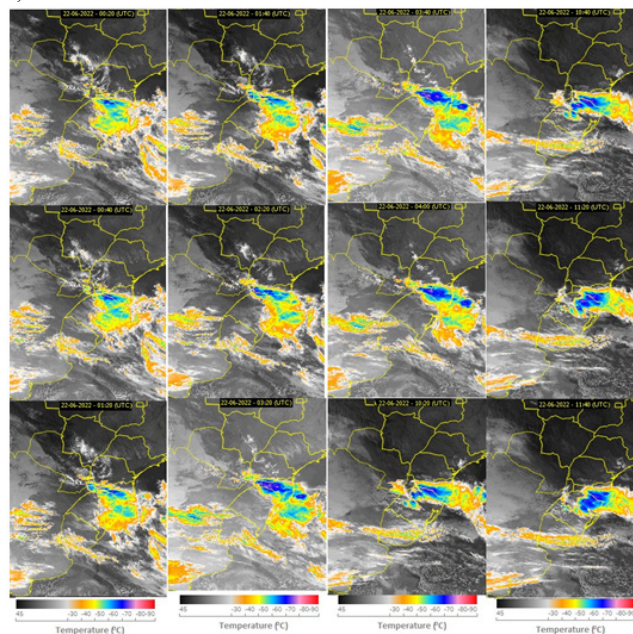 22-06-2022 - 00:20 (UTC)
22-06-2022 - 01:40 (UTC)
22-06-2022 - 03:40 (UTC)
22-06-2022 - 10:40 (UTC)
22-06-2022 - 00:40 (UTC)
22-06-2022 - 02:20 (UTC)
22-06-2022 - 04:00 (UTC)
22-06-2022 - 11:20 (UTC)
22-06-2022 - 01:20 (UTC)
22-06-2022 - 03:20 (UTC)
22-06-2022 - 10:20 (UTC)
22-06-2022 - 11:40 (UTC)
45 -30 -40 -50 -60 -70 -80-90
45 -30 -40 -50 -60 -70 -80-90
45 -30 -40 -50 -60 -70 -80-90
45 -30 -40 -50 -60 -70 -80-90
Temperature (ºC)
Temperature (ºC)
Temperature (ºC)
Temperature (ºC)